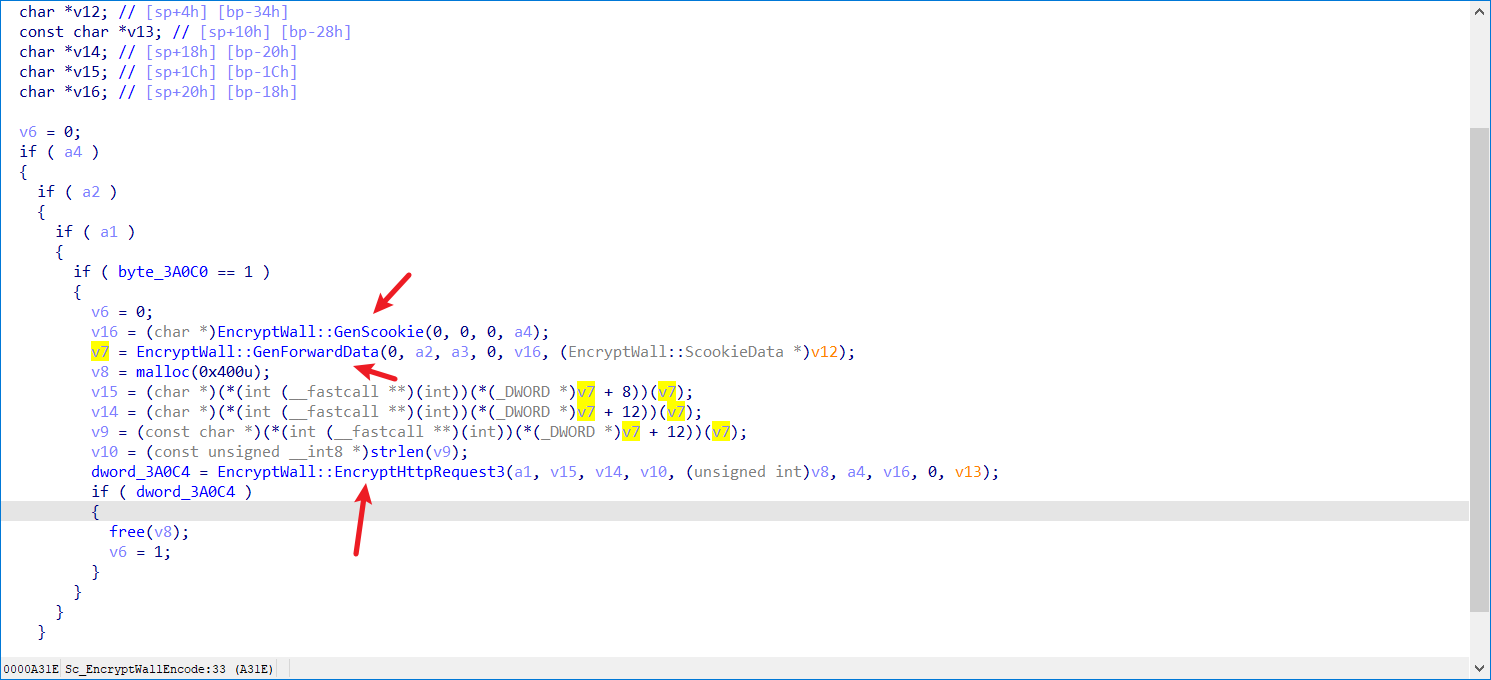 char *v12; // [sp+4h] [bp-34h]
const char *v13; // [sp+10h] [bp-28h]
char *v14; // [sp+18h] [bp-20h]
char *v15; // [sp+1Ch] [bp-1Ch]
char *v16; // [sp+20h] [bp-18h]
v6 = 0;
if ( a4 )
{
if ( a2 )
{
if ( a1 )
{
if ( byte_3A0C0 == 1 )
{
v6 = 0;
v16 = (char *)EncryptWall::GenScookie(0, 0, 0, a4);
v7 = EncryptWall::GenForwardData(0, a2, a3, 0, v16, (EncryptWall::ScookieData *)v12);
v8 = malloc(0x400u);
v15 = (char *)(*(int (__fastcall **)(int))(*(_DWORD *)v7 + 8))(v7);
v14 = (char *)(*(int (__fastcall **)(int))(*(_DWORD *)v7 + 12))(v7);
v9 = (const char *)(*(int (__fastcall **)(int))(*(_DWORD *)v7 + 12))(v7);
v10 = (const unsigned __int8 *)strlen(v9);
dword_3A0C4 = EncryptWall::EncryptHttpRequest3(a1, v15, v14, v10, (unsigned int)v8, a4, v16, 0, v13);
if ( dword_3A0C4 )
{
free(v8);
v6 = 1;
}
}
}
}
0000A31E Sc_EncryptWallEncode:33 (A31E)